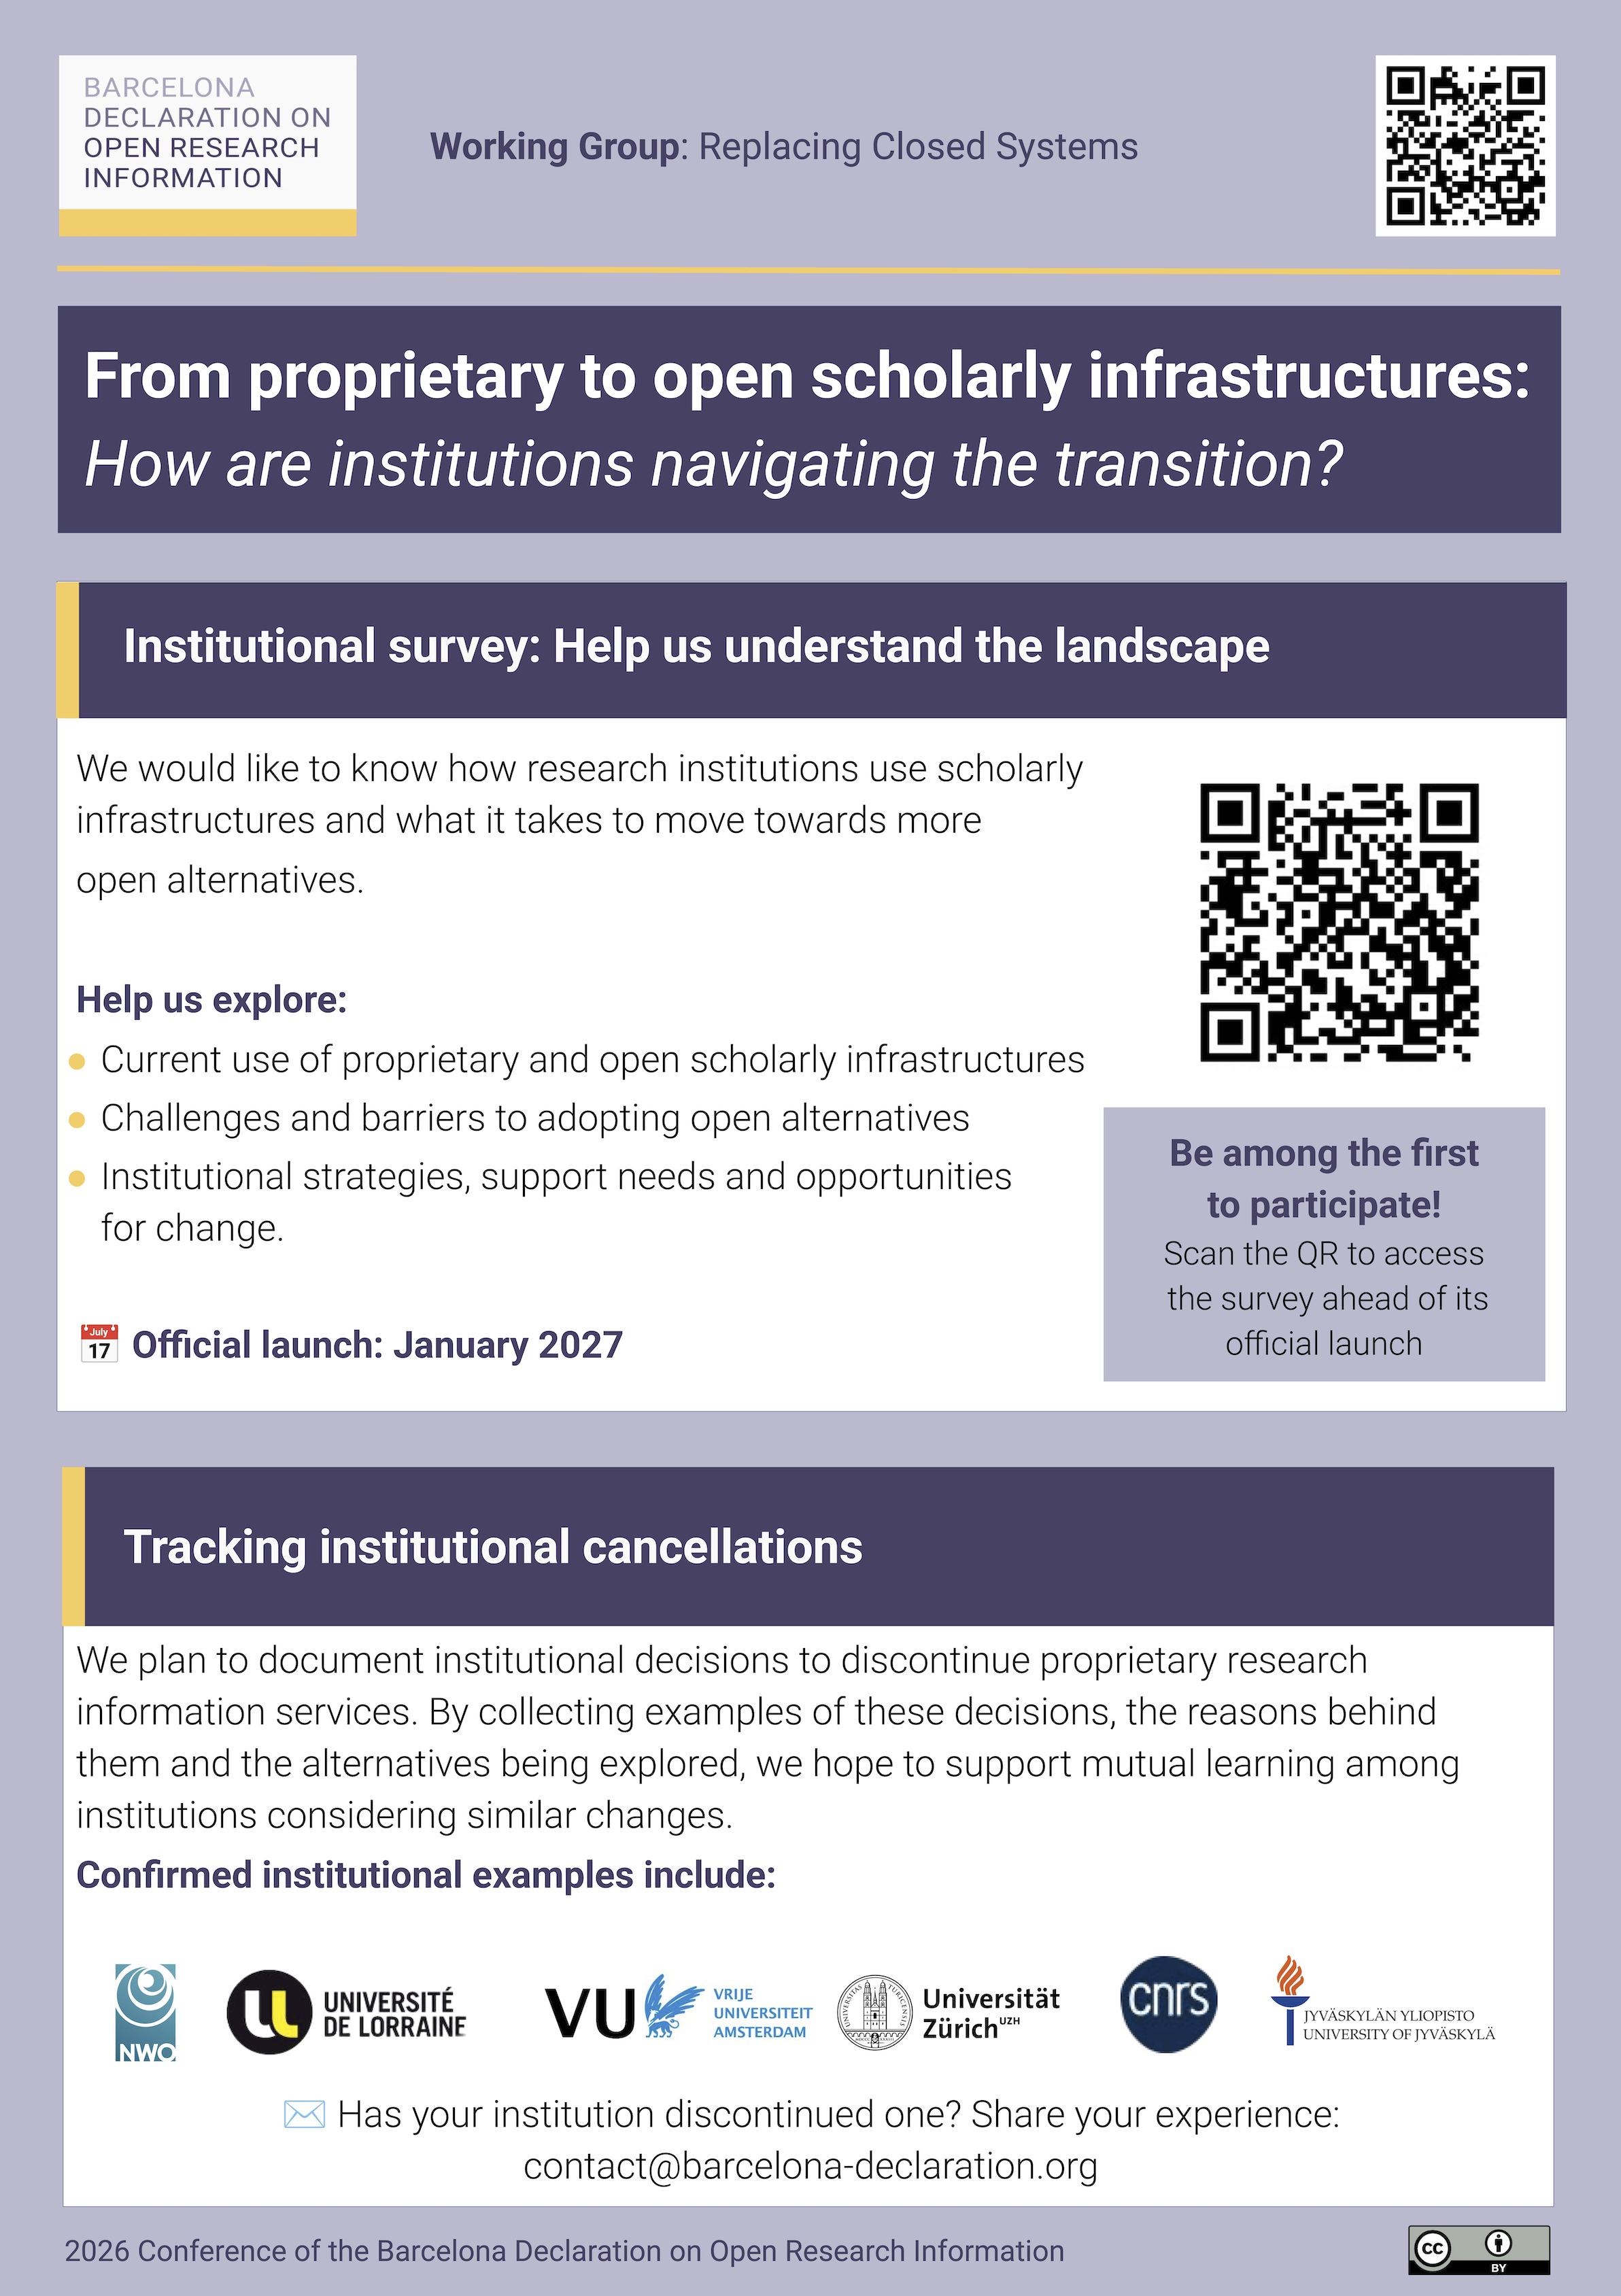 BARCELONA
DECLARATION ON
OPEN RESEARCH
INFORMATION
Working Group: Replacing Closed Systems
From proprietary to open scholarly infrastructures:
How are institutions navigating the transition?
Institutional survey: Help us understand the landscape
We would like to know how research institutions use scholarly
infrastructures and what it takes to move towards more
open alternatives.
Help us explore:
Current use of proprietary and open scholarly infrastructures
Challenges and barriers to adopting open alternatives
Institutional strategies, support needs and opportunities
for change.
July
17
Official launch: January 2027
Be among the first
to participate!
Scan the QR to access
the survey ahead of its
official launch
Tracking institutional cancellations
We plan to document institutional decisions to discontinue proprietary research
information services. By collecting examples of these decisions, the reasons behind
them and the alternatives being explored, we hope to support mutual learning among
institutions considering similar changes.
Confirmed institutional examples include:
NWO
UNIVERSITÉ
DE LORRAINE
VU
VRIJE
UNIVERSITEIT
AMSTERDAM
Universität
Zürich UZH
cnrs
JYVÄSKYLÄN YLIOPISTO
UNIVERSITY OF JYVÄSKYLÄ
Has your institution discontinued one? Share your experience:
contact@barcelona-declaration.org
2026 Conference of the Barcelona Declaration on Open Research Information
cc
BY